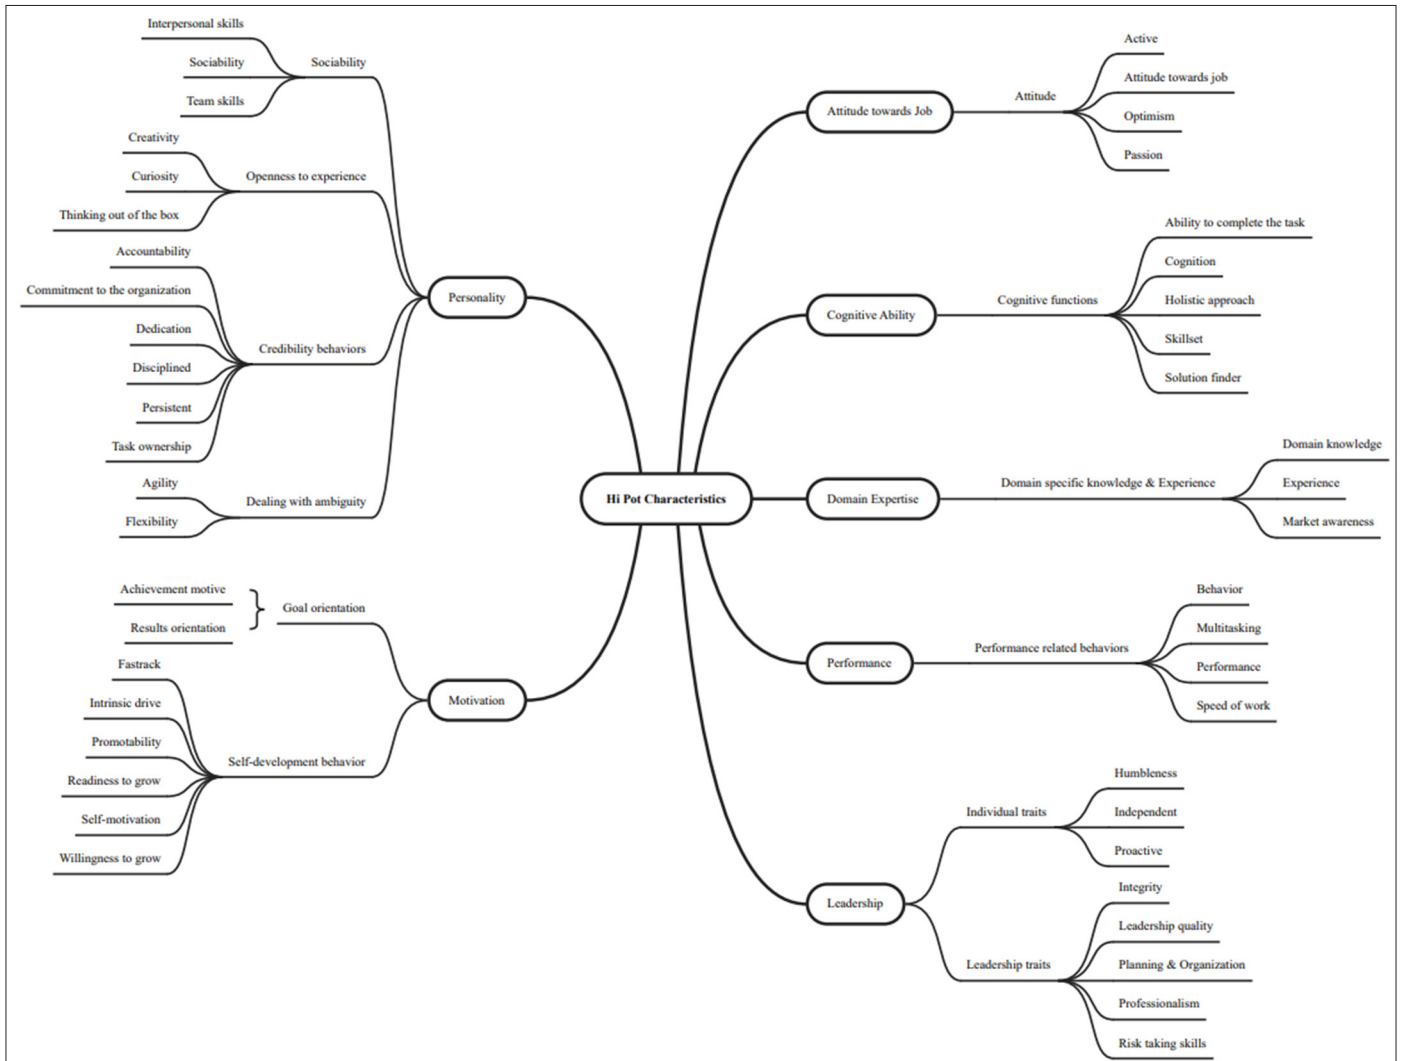 Hi Pot Characteristics
Personality
Sociability
Interpersonal skills
Sociability
Team skills
Openness to experience
Creativity
Curiosity
Thinking out of the box
Credibility behaviors
Accountability
Commitment to the organization
Dedication
Disciplined
Persistent
Task ownership
Dealing with ambiguity
Agility
Flexibility
Motivation
Goal orientation
Achievement motive
Results orientation
Self-development behavior
Fastrack
Intrinsic drive
Promotability
Readiness to grow
Self-motivation
Willingness to grow
Attitude towards Job
Attitude
Active
Attitude towards job
Optimism
Passion
Cognitive Ability
Cognitive functions
Ability to complete the task
Cognition
Holistic approach
Skillset
Solution finder
Domain Expertise
Domain specific knowledge & Experience
Domain knowledge
Experience
Market awareness
Performance
Performance related behaviors
Behavior
Multitasking
Performance
Speed of work
Leadership
Individual traits
Humbleness
Independent
Proactive
Leadership traits
Integrity
Leadership quality
Planning & Organization
Professionalism
Risk taking skills